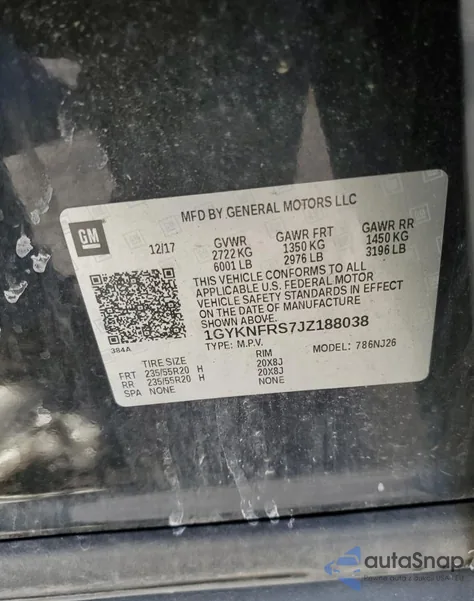 MFD BY GENERAL MOTORS LLC
GM
12/17 GVWR GAWR FRT GAWR RR
2722 KG 1350 KG 1450 KG
6001 LB 2976 LB 3196 LB
THIS VEHICLE CONFORMS TO ALL
APPLICABLE U.S. FEDERAL MOTOR
VEHICLE SAFETY STANDARDS IN EFFECT
ON THE DATE OF MANUFACTURE
SHOWN ABOVE.
1GYKNFRS7JZ188038
384A TYPE: M.P.V. MODEL: 786NJ26
TIRE SIZE RIM
FRT 235/55R20 H 20X8J
RR 235/55R20 H 20X8J
SPA NONE NONE
autaSnap